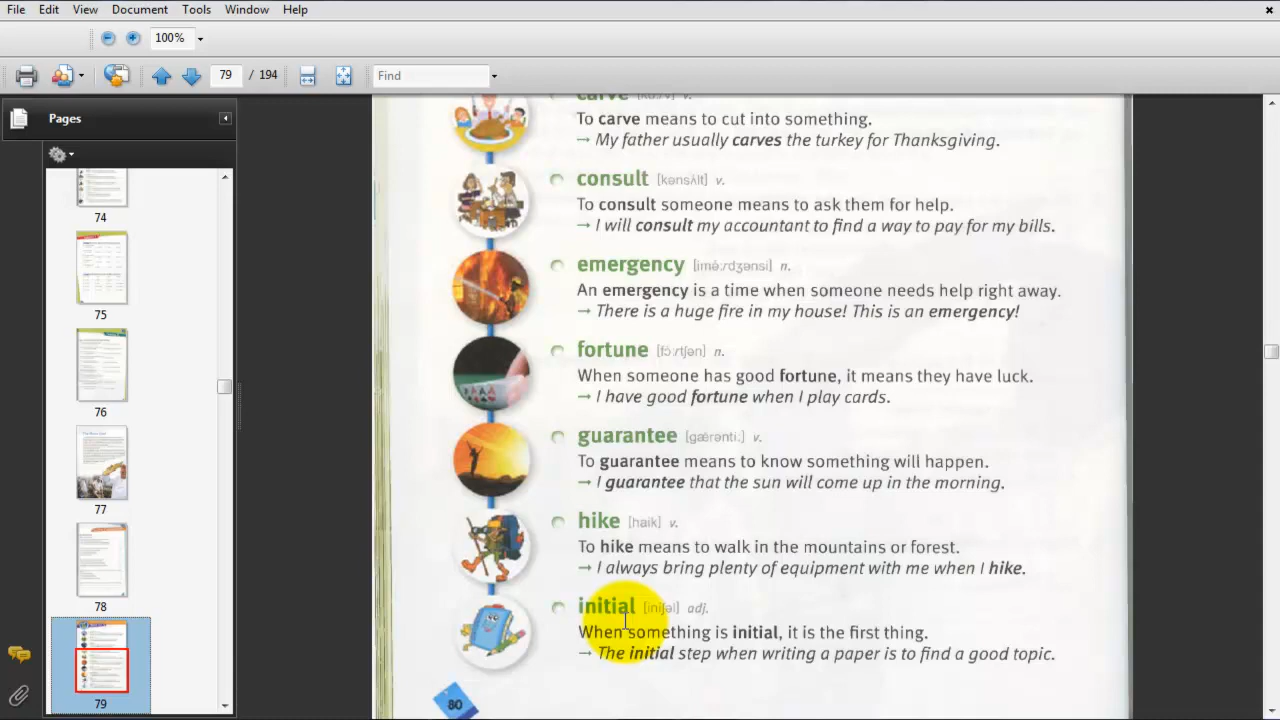 File Edit View Document Tools Window Help
100%
79 / 194 Find
Pages
74
75
76
77
78
79
carve v.
To carve means to cut into something.
→ My father usually carves the turkey for Thanksgiving.
consult [kənsʌ́lt] v.
To consult someone means to ask them for help.
→ I will consult my accountant to find a way to pay for my bills.
emergency n.
An emergency is a time when someone needs help right away.
→ There is a huge fire in my house! This is an emergency!
fortune [fɔ́ːrtʃən] n.
When someone has good fortune, it means they have luck.
→ I have good fortune when I play cards.
guarantee v.
To guarantee means to know something will happen.
→ I guarantee that the sun will come up in the morning.
hike [haik] v.
To hike means to walk in the mountains or forest.
→ I always bring plenty of equipment with me when I hike.
initial [iniʃəl] adj.
When something is initial, it is the first thing.
→ The initial step when writing a paper is to find a good topic.
80